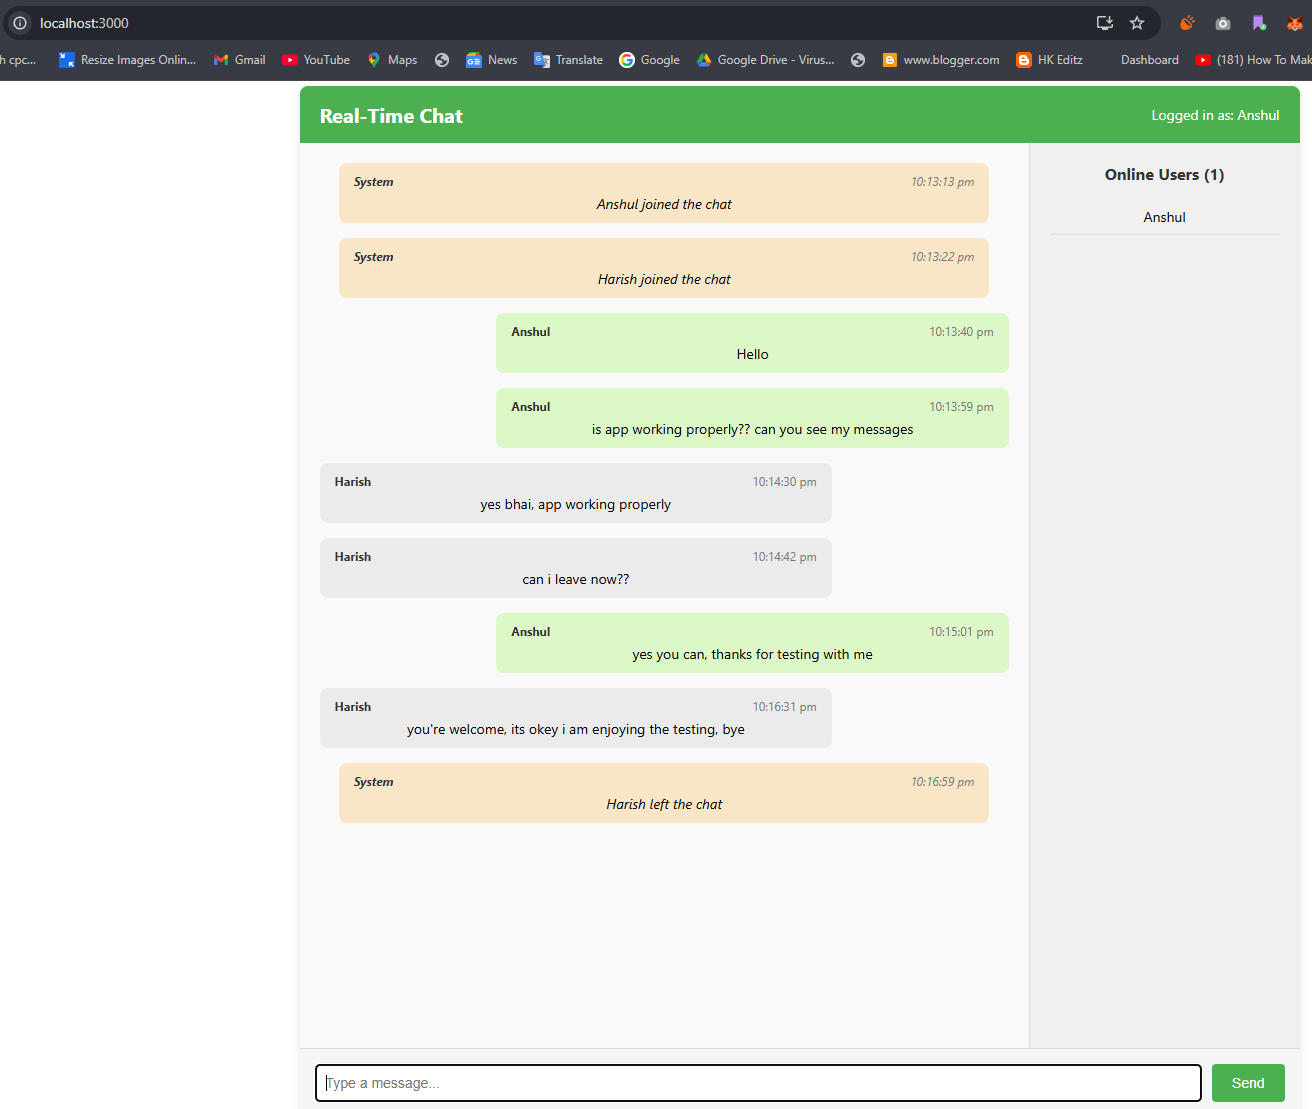 localhost:3000
h cpc...
Resize Images Onlin...
Gmail
YouTube
Maps
News
Translate
Google
Google Drive - Virus...
www.blogger.com
HK Editz
Dashboard
(181) How To Mak
Real-Time Chat
Logged in as: Anshul
System
10:13:13 pm
Anshul joined the chat
System
10:13:22 pm
Harish joined the chat
Anshul
10:13:40 pm
Hello
Anshul
10:13:59 pm
is app working properly?? can you see my messages
Harish
10:14:30 pm
yes bhai, app working properly
Harish
10:14:42 pm
can i leave now??
Anshul
10:15:01 pm
yes you can, thanks for testing with me
Harish
10:16:31 pm
you're welcome, its okey i am enjoying the testing, bye
System
10:16:59 pm
Harish left the chat
Online Users (1)
Anshul
Type a message...
Send